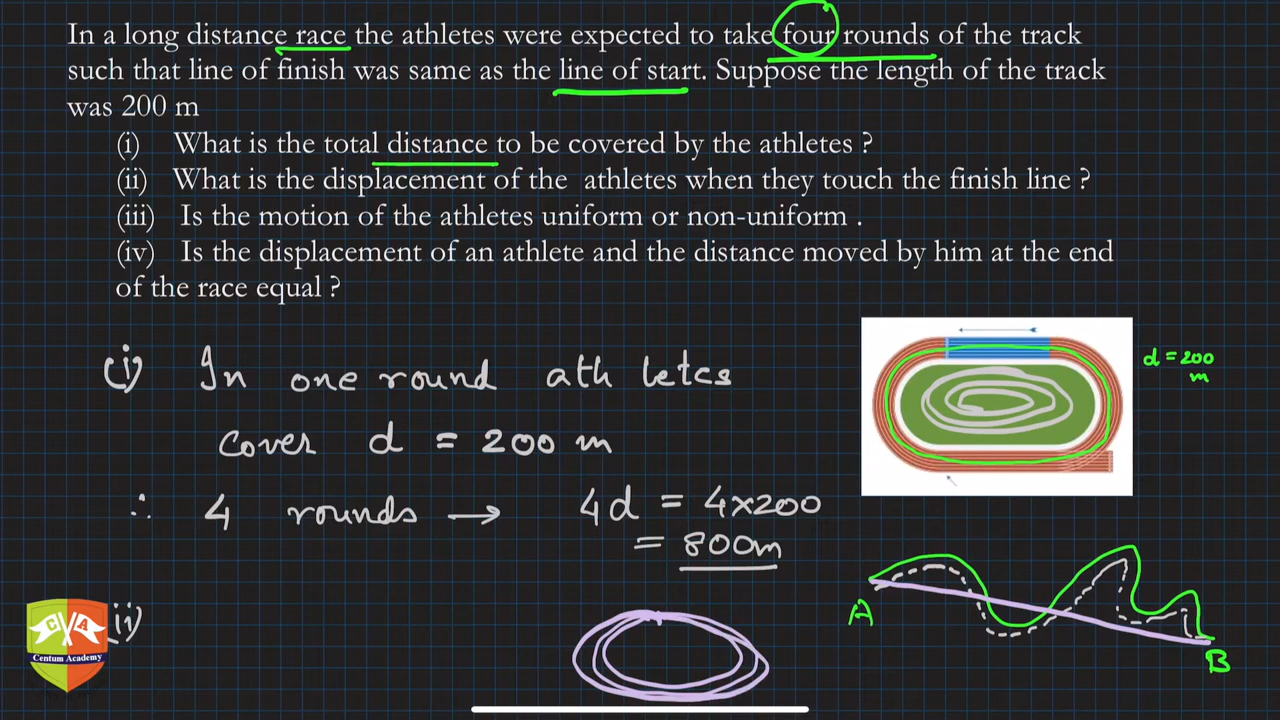 In a long distance race the athletes were expected to take four rounds of the track
such that line of finish was same as the line of start. Suppose the length of the track
was 200 m
(i) What is the total distance to be covered by the athletes ?
(ii) What is the displacement of the athletes when they touch the finish line ?
(iii) Is the motion of the athletes uniform or non-uniform .
(iv) Is the displacement of an athlete and the distance moved by him at the end
of the race equal ?
(i) In one round athletes
cover d = 200 m
∴ 4 rounds → 4d = 4×200
= 800m
d = 200
m
(ii)
A
B
C A
Centum Academy